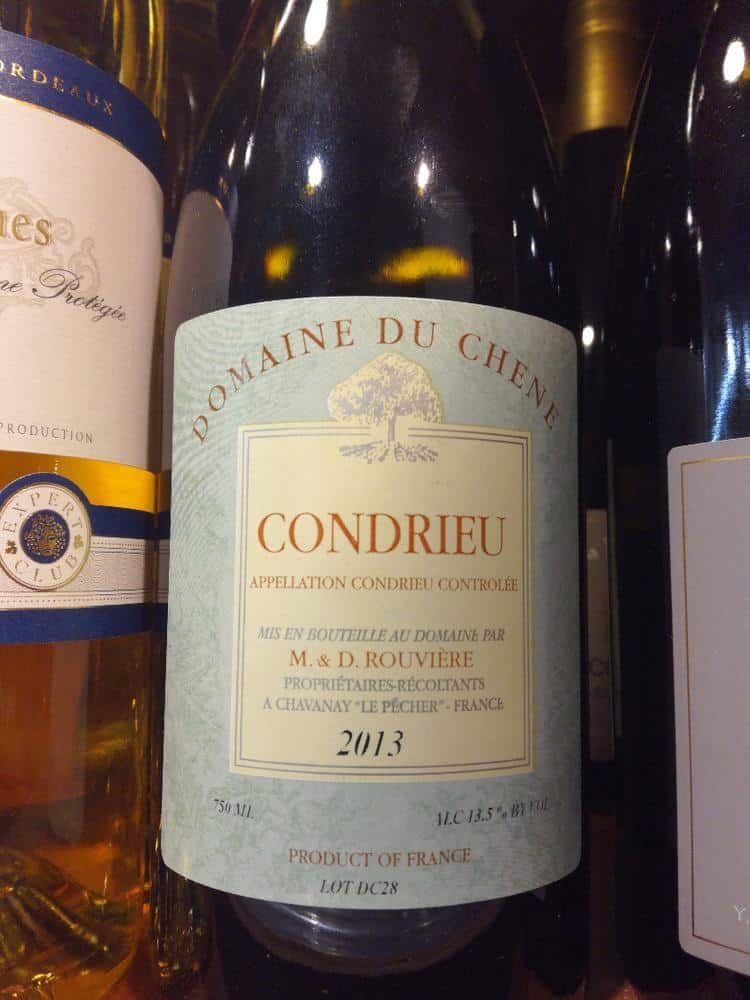 DOMAINE DU CHENE
CONDRIEU
APPELLATION CONDRIEU CONTROLÉE
MIS EN BOUTEILLE AU DOMAINE PAR
M. & D. ROUVIÈRE
PROPRIÉTAIRES-RÉCOLTANTS
A CHAVANAY "LE PÊCHER" - FRANCE
2013
750 ML
ALC 13.5 % BY VOL
PRODUCT OF FRANCE
LOT DC28
Protégée
PRODUCTION
EXPERT
CLUB